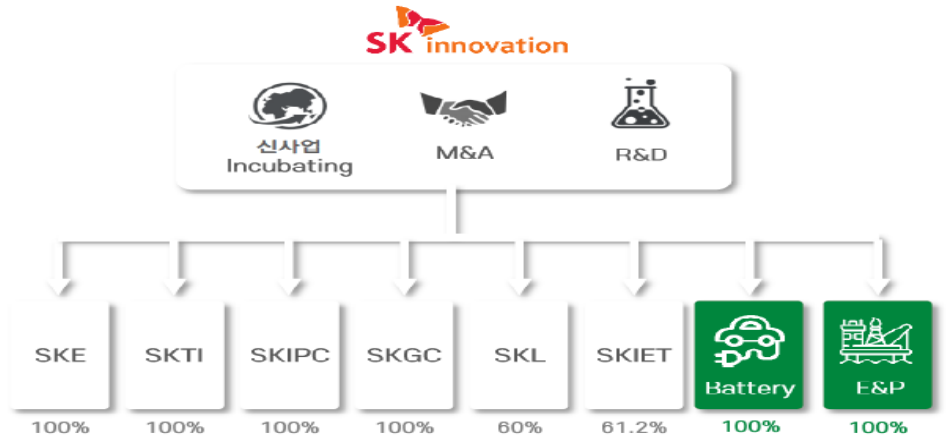 SK innovation
신사업
Incubating
M&A
R&D
SKE
SKTI
SKIPC
SKGC
SKL
SKIET
Battery
E&P
100%
100%
100%
100%
60%
61.2%
100%
100%